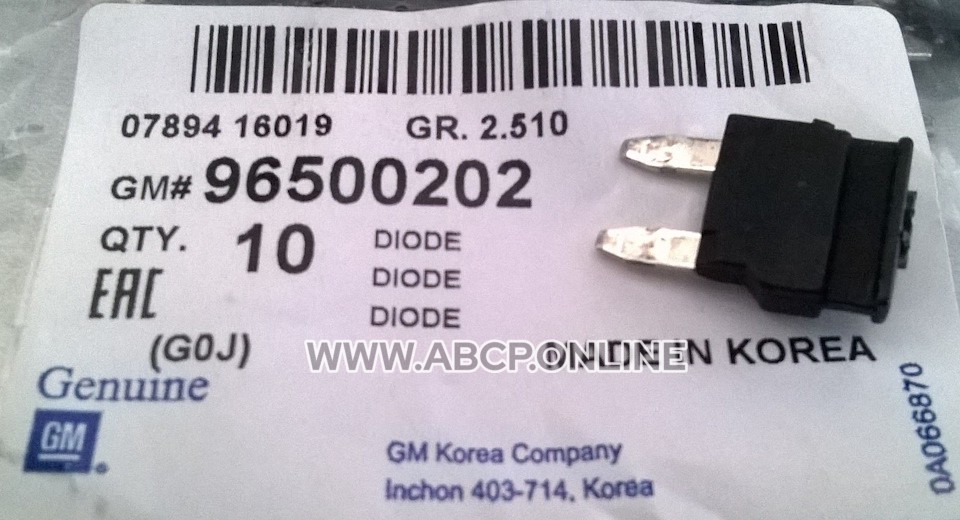 07894 16019 GR. 2.510
GM# 96500202
QTY. 10 DIODE
DIODE
DIODE
EAC
(G0J)
WWW.ABCP.ONLINE
IN KOREA
Genuine
GM
GM Korea Company
Inchon 403-714, Korea
0A066870